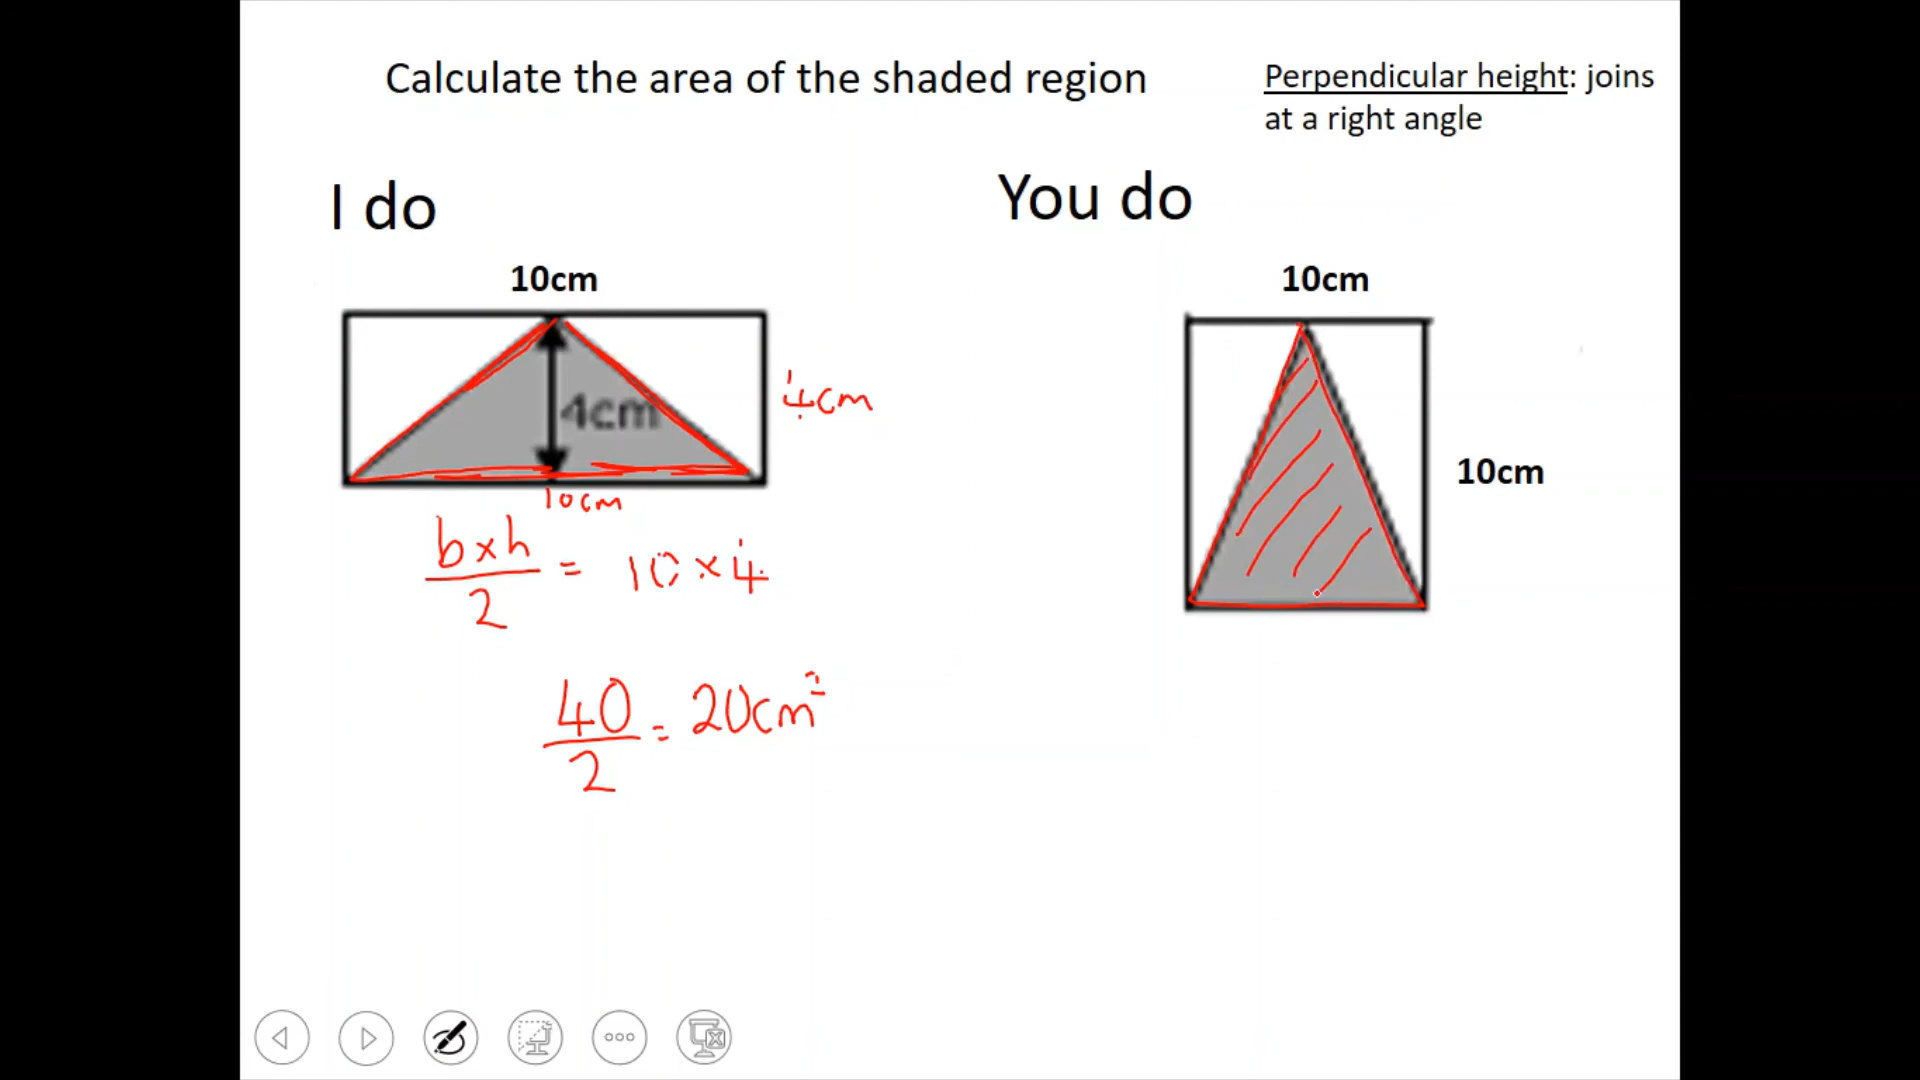 Calculate the area of the shaded region
Perpendicular height: joins
at a right angle
I do
10cm
4cm
4cm
10cm
b×h
2
= 10×4
40
2
= 20cm²
You do
10cm
10cm